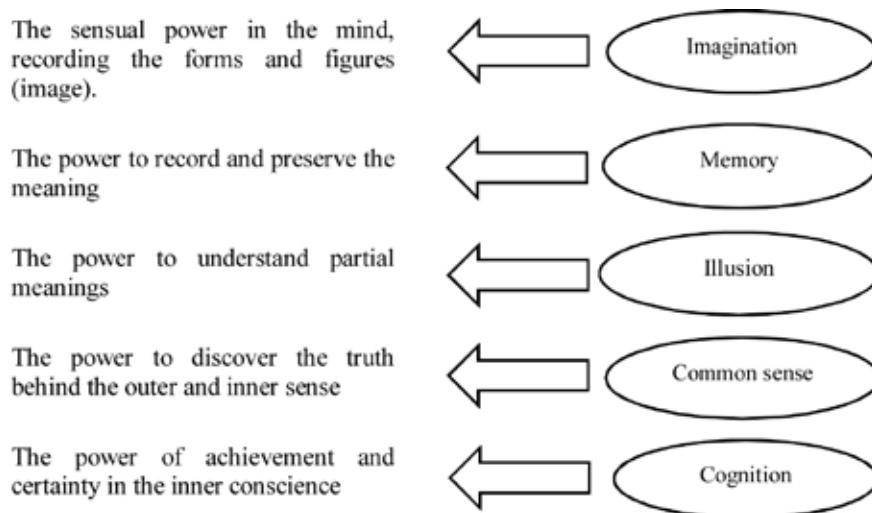 The sensual power in the mind,
recording the forms and figures
(image).
Imagination
The power to record and preserve the
meaning
Memory
The power to understand partial
meanings
Illusion
The power to discover the truth
behind the outer and inner sense
Common sense
The power of achievement and
certainty in the inner conscience
Cognition